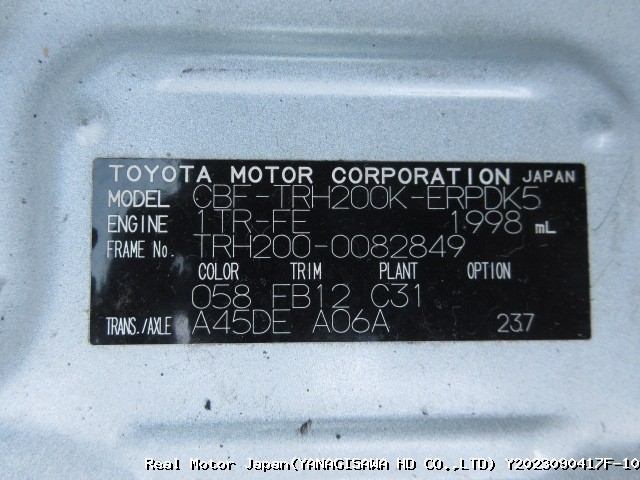 TOYOTA MOTOR CORPORATION JAPAN
MODEL CBF-TRH200K-ERPDK5
ENGINE 1TR-FE 1998 mL
FRAME No. TRH200-0082849
COLOR TRIM PLANT OPTION
058 FB12 C31
TRANS./AXLE A45DE A06A 237
Real Motor Japan(YANAGISAWA HD CO.,LTD) Y2023090417F-10